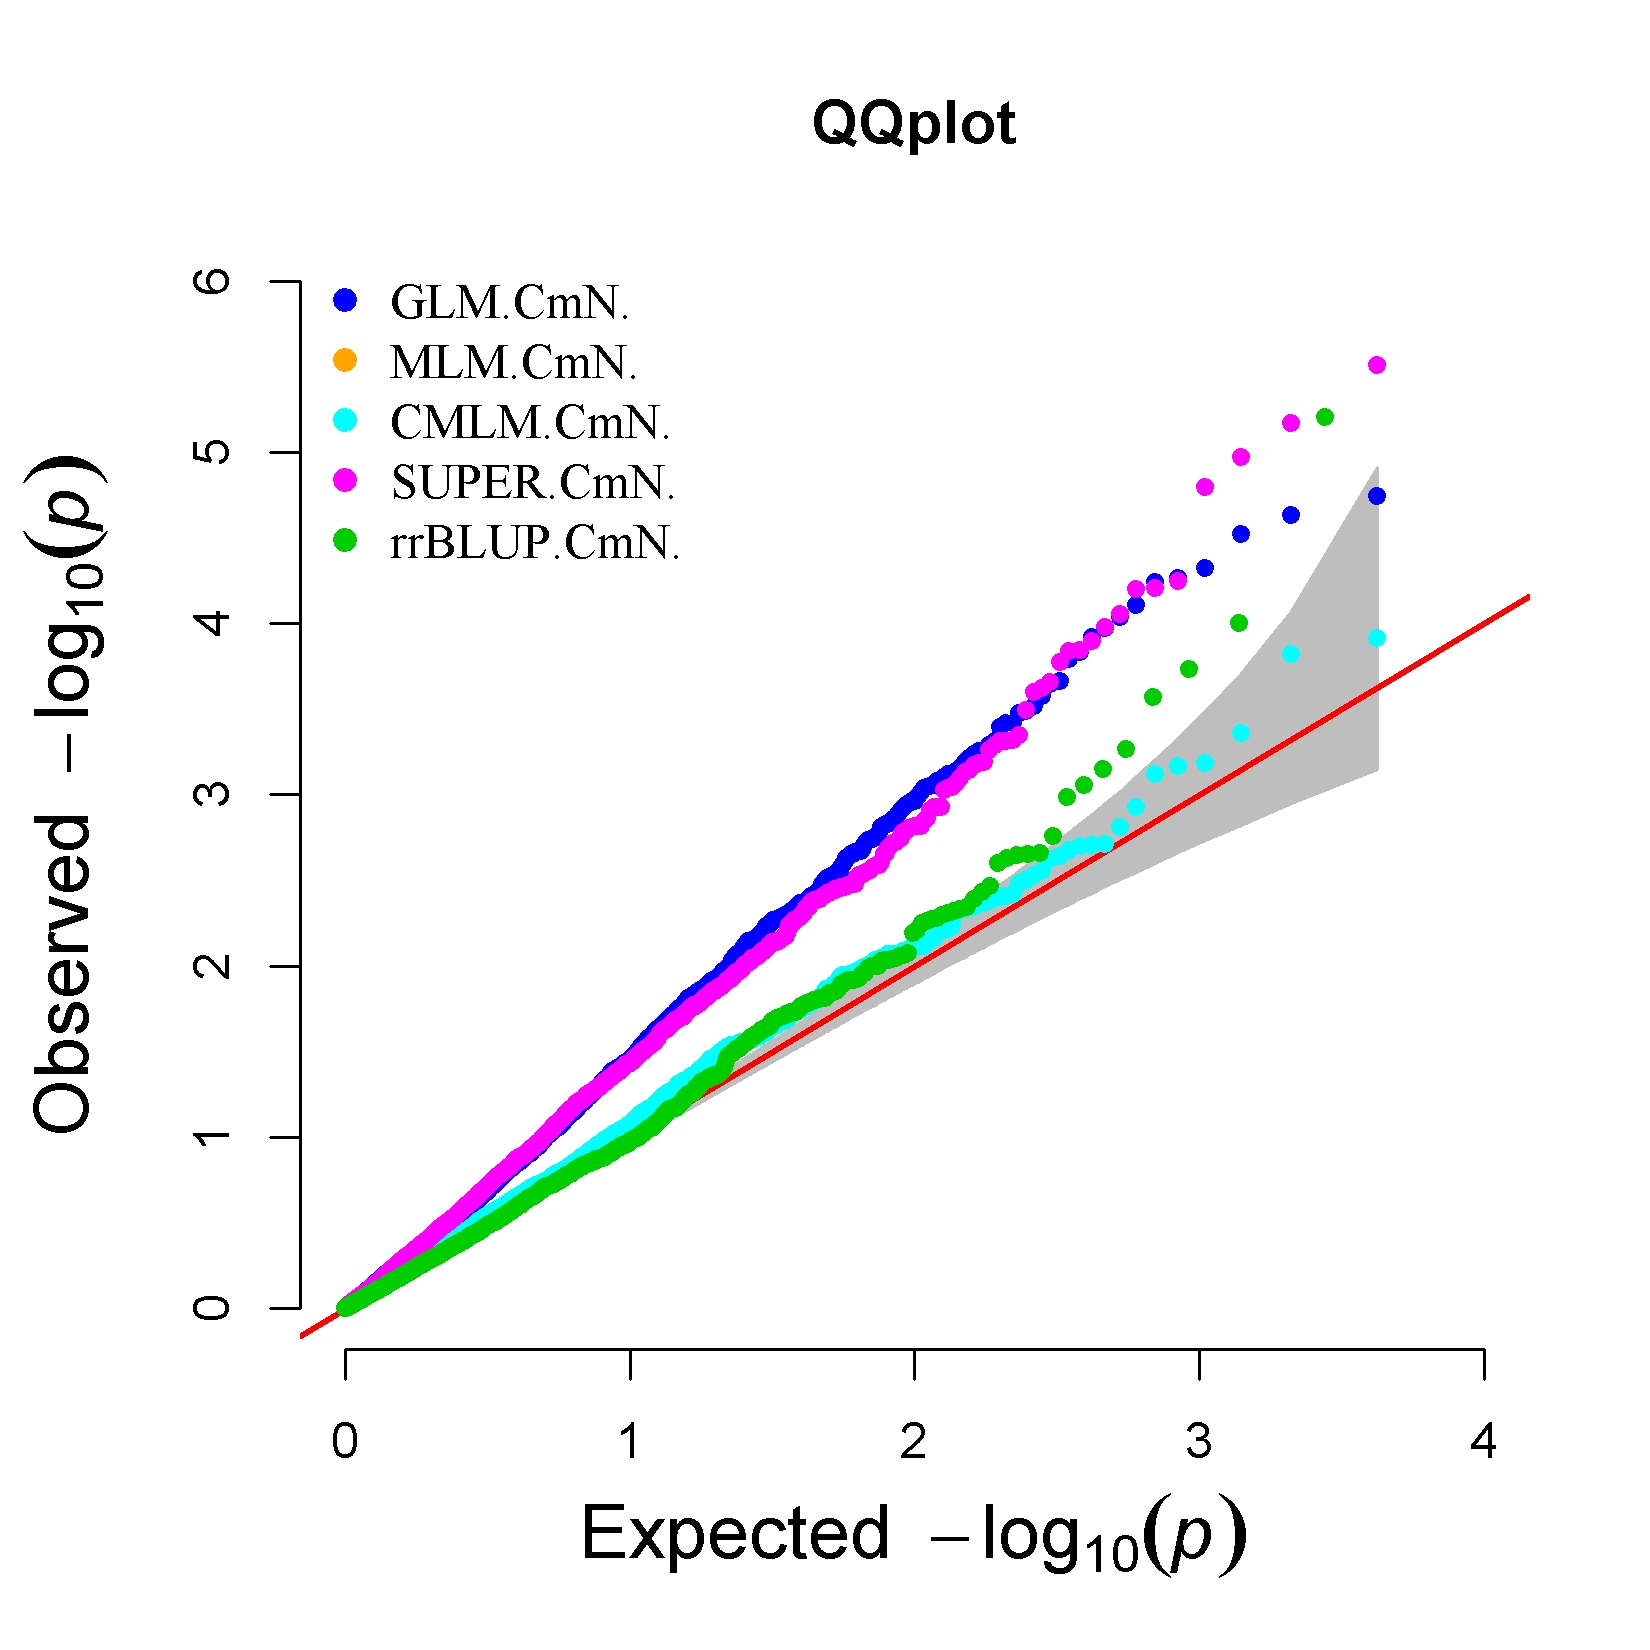 QQplot
GLM.CmN.
MLM.CmN.
CMLM.CmN.
SUPER.CmN.
rrBLUP.CmN.
6
5
4
3
2
1
0
Observed −log₁₀(p)
0 1 2 3 4
Expected −log₁₀(p)